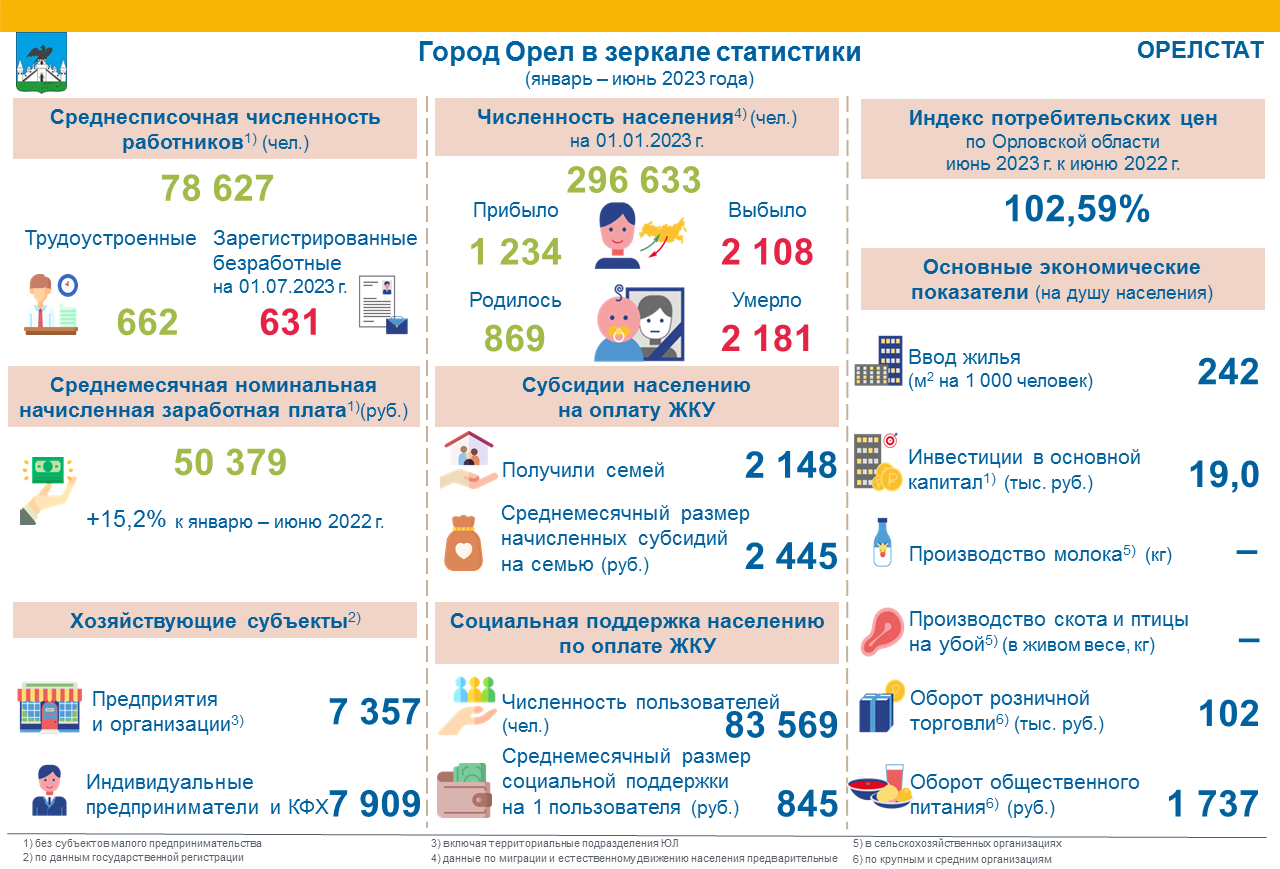 Город Орел в зеркале статистики
(январь – июнь 2023 года)
ОРЕЛСТАТ
Среднесписочная численность
работников1) (чел.)
78 627
Трудоустроенные
662
Зарегистрированные
безработные
на 01.07.2023 г.
631
Среднемесячная номинальная
начисленная заработная плата1)(руб.)
50 379
+15,2% к январю – июню 2022 г.
Хозяйствующие субъекты2)
Предприятия
и организации3)
7 357
Индивидуальные
предприниматели и КФХ
7 909
Численность населения4) (чел.)
на 01.01.2023 г.
296 633
Прибыло
1 234
Выбыло
2 108
Родилось
869
Умерло
2 181
Субсидии населению
на оплату ЖКУ
Получили семей
2 148
Среднемесячный размер
начисленных субсидий
на семью (руб.)
2 445
Социальная поддержка населению
по оплате ЖКУ
Численность пользователей
(чел.)
83 569
Среднемесячный размер
социальной поддержки
на 1 пользователя (руб.)
845
Индекс потребительских цен
по Орловской области
июнь 2023 г. к июню 2022 г.
102,59%
Основные экономические
показатели (на душу населения)
Ввод жилья
(м2 на 1 000 человек)
242
Инвестиции в основной
капитал1) (тыс. руб.)
19,0
Производство молока5) (кг)
–
Производство скота и птицы
на убой5) (в живом весе, кг)
–
Оборот розничной
торговли6) (тыс. руб.)
102
Оборот общественного
питания6) (руб.)
1 737
1) без субъектов малого предпринимательства
2) по данным государственной регистрации
3) включая территориальные подразделения ЮЛ
4) данные по миграции и естественному движению населения предварительные
5) в сельскохозяйственных организациях
6) по крупным и средним организациям